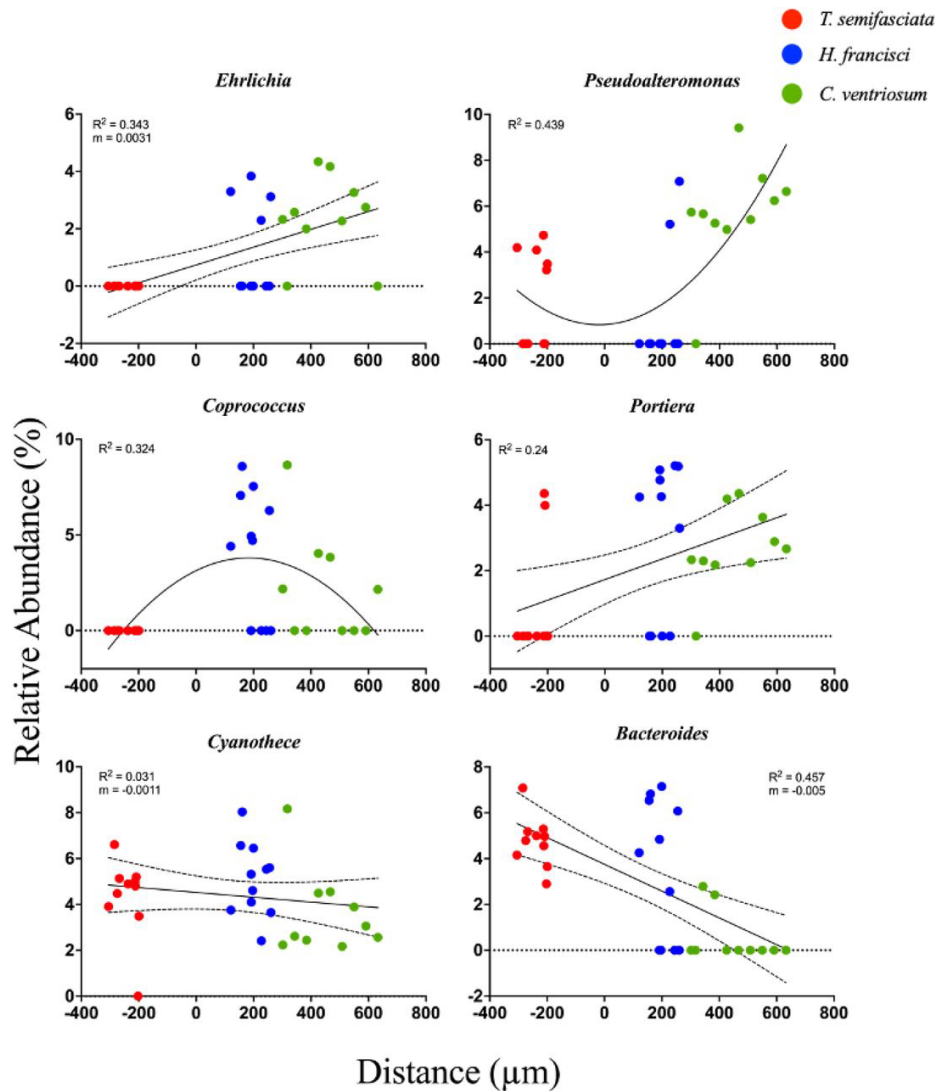 T. semifasciata
H. francisci
C. ventriosum
Ehrlichia
R² = 0.343
m = 0.0031
6
4
2
0
-2
-400 -200 0 200 400 600 800
Pseudoalteromonas
R² = 0.439
10
8
6
4
2
0
-400 -200 0 200 400 600 800
Coprococcus
R² = 0.324
10
5
0
-400 -200 0 200 400 600 800
Portiera
R² = 0.24
6
4
2
0
-400 -200 0 200 400 600 800
Cyanothece
R² = 0.031
m = -0.0011
10
8
6
4
2
0
-400 -200 0 200 400 600 800
Bacteroides
R² = 0.457
m = -0.005
8
6
4
2
0
-2
-400 -200 0 200 400 600 800
Relative Abundance (%)
Distance (µm)